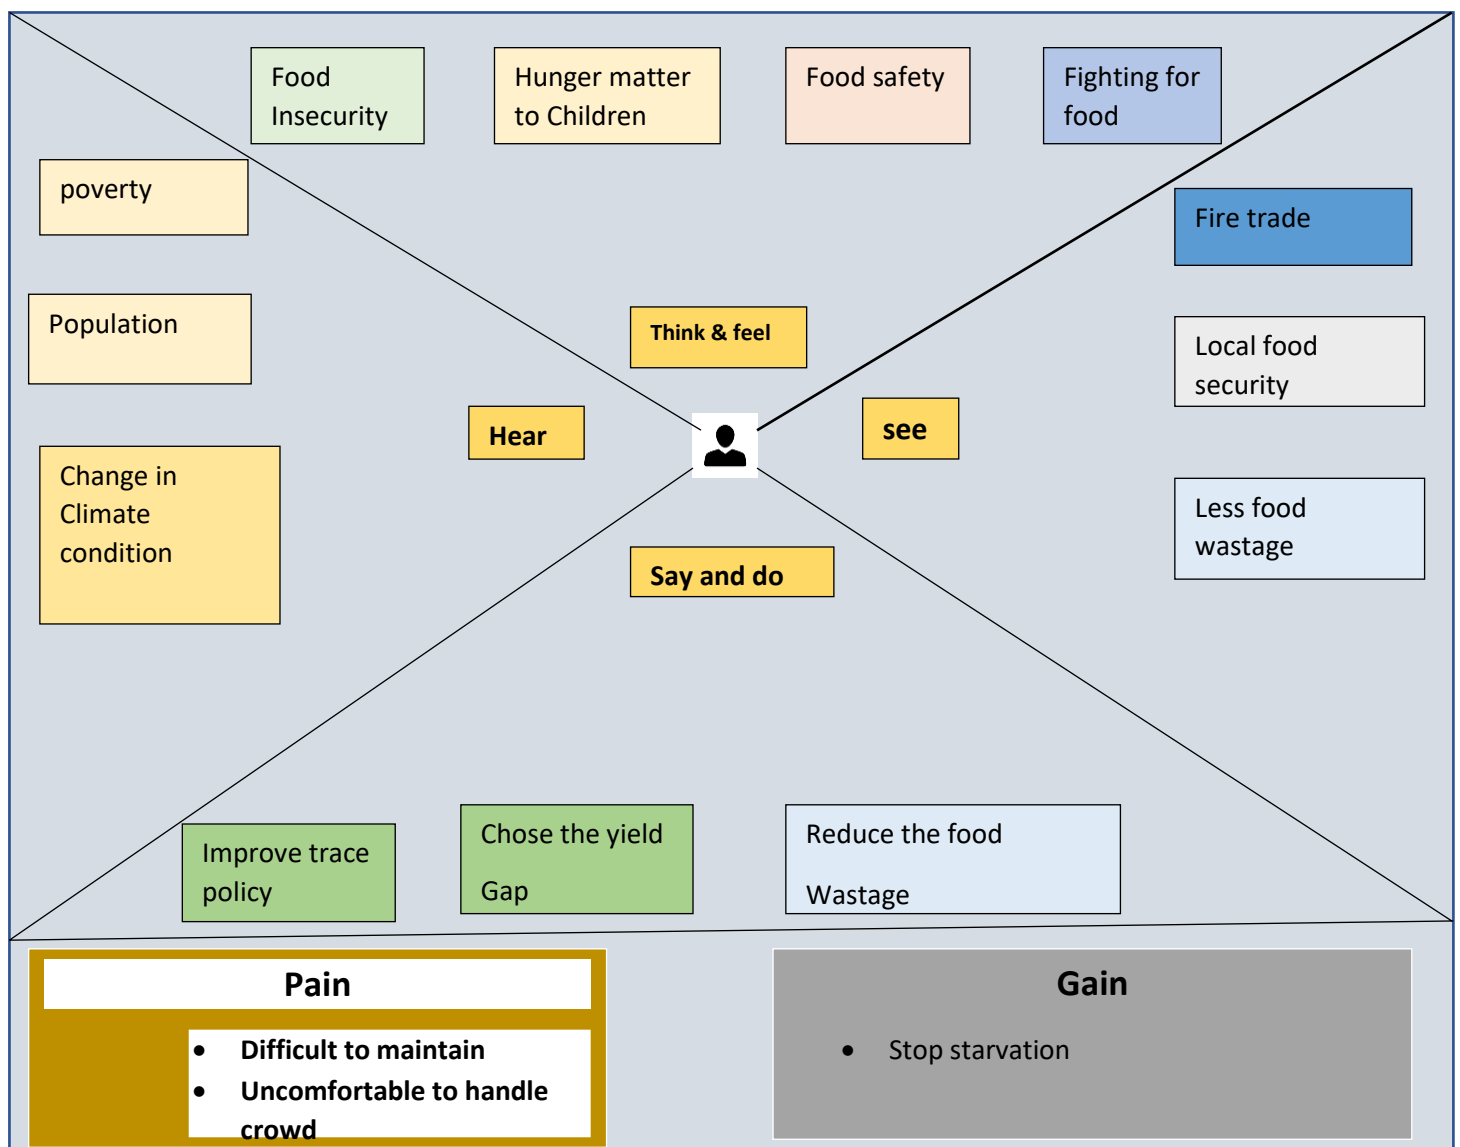 Food
Insecurity
Hunger matter
to Children
Food safety
Fighting for
food
poverty
Population
Change in
Climate
condition
Hear
Think & feel
see
Say and do
Fire trade
Local food
security
Less food
wastage
Improve trace
policy
Chose the yield
Gap
Reduce the food
Wastage
Pain
• Difficult to maintain
• Uncomfortable to handle
crowd
Gain
• Stop starvation